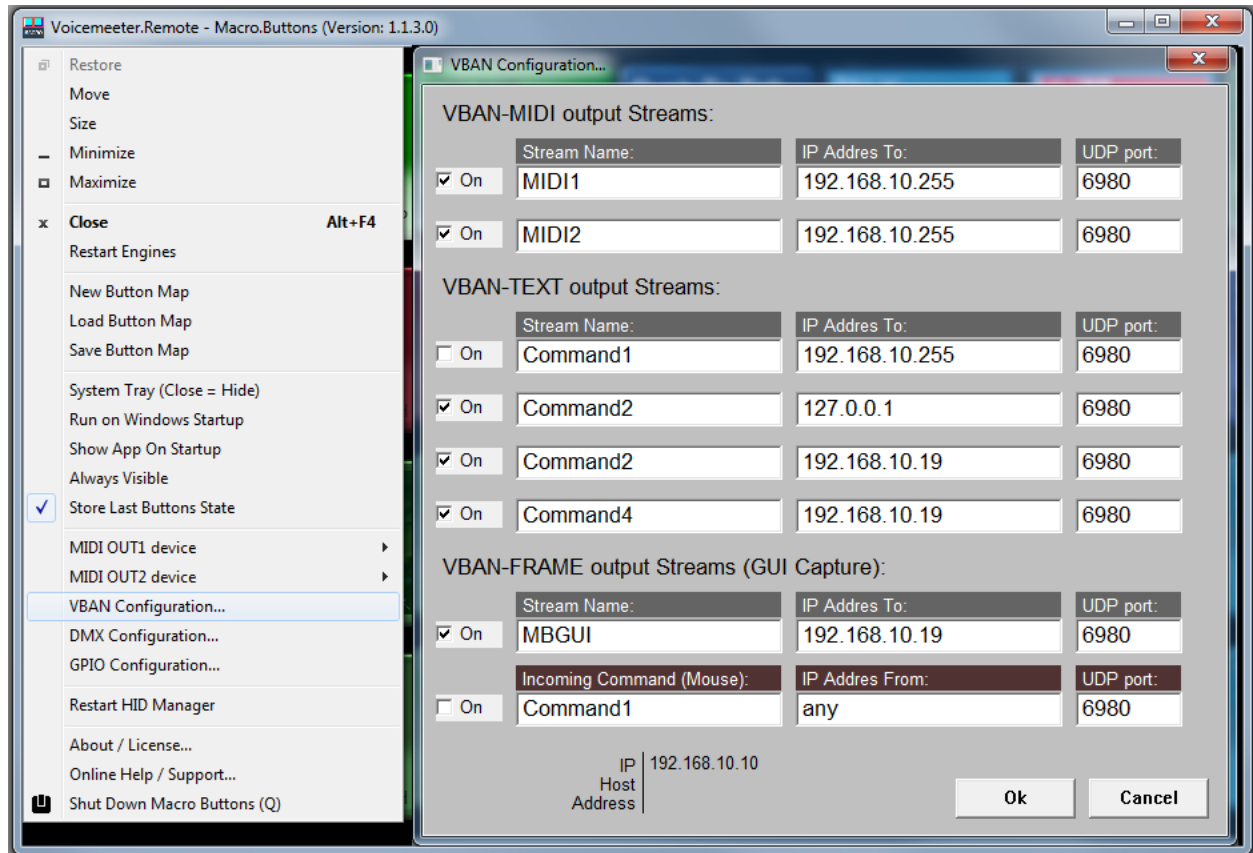 Voicemeeter.Remote - Macro.Buttons (Version: 1.1.3.0)
Restore
Move
Size
Minimize
Maximize
Close Alt+F4
Restart Engines
New Button Map
Load Button Map
Save Button Map
System Tray (Close = Hide)
Run on Windows Startup
Show App On Startup
Always Visible
Store Last Buttons State
MIDI OUT1 device
MIDI OUT2 device
VBAN Configuration...
DMX Configuration...
GPIO Configuration...
Restart HID Manager
About / License...
Online Help / Support...
Shut Down Macro Buttons (Q)
VBAN Configuration...
VBAN-MIDI output Streams:
Stream Name: IP Addres To: UDP port:
On MIDI1 192.168.10.255 6980
On MIDI2 192.168.10.255 6980
VBAN-TEXT output Streams:
Stream Name: IP Addres To: UDP port:
On Command1 192.168.10.255 6980
On Command2 127.0.0.1 6980
On Command2 192.168.10.19 6980
On Command4 192.168.10.19 6980
VBAN-FRAME output Streams (GUI Capture):
Stream Name: IP Addres To: UDP port:
On MBGUI 192.168.10.19 6980
Incoming Command (Mouse): IP Addres From: UDP port:
On Command1 any 6980
IP 192.168.10.10
Host
Address
Ok Cancel